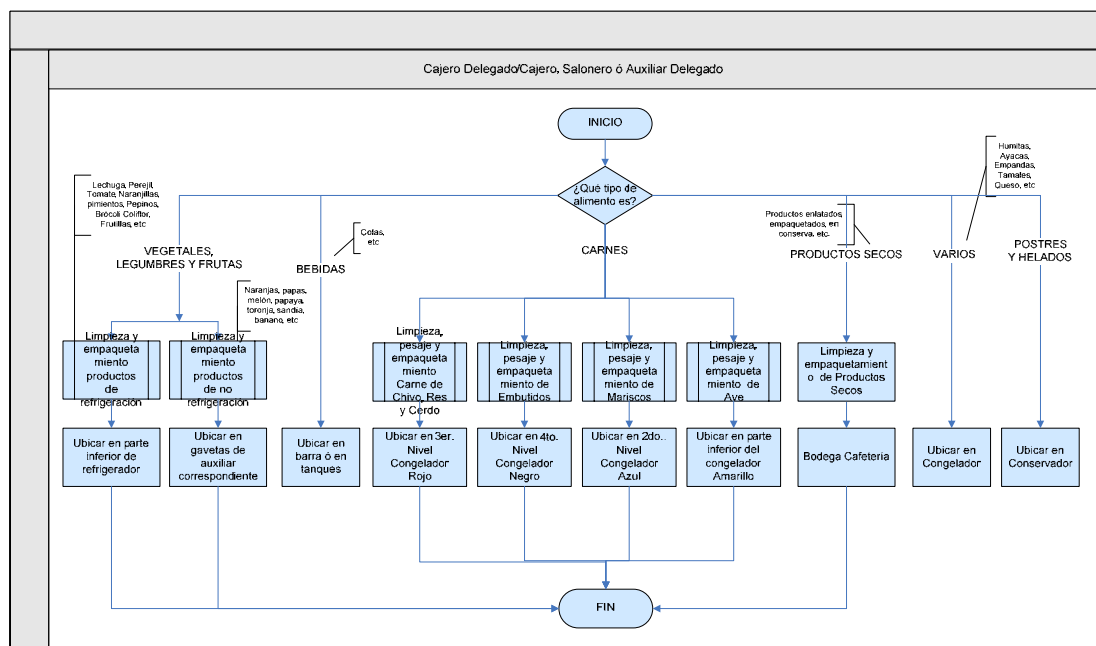 Cajero Delegado/Cajero, Salonero ó Auxiliar Delegado
INICIO
¿Qué tipo de
alimento es?
Lechuga, Perejil,
Tomate, Naranjillas,
pimientos, Pepinos,
Brócoli Coliflor,
Frutillas, etc
VEGETALES,
LEGUMBRES Y FRUTAS
Naranjas, papas,
melón, papaya,
toronja, sandia,
banano, etc
BEBIDAS
Colas,
etc
CARNES
Productos enlatados,
empaquetados, en
conserva, etc.
PRODUCTOS SECOS
Humitas,
Ayacas,
Empandas,
Tamales,
Queso, etc
VARIOS
POSTRES
Y HELADOS
Limpieza y
empaqueta
miento
productos
de
refrigeración
Limpieza y
empaqueta
miento
productos
de no
refrigeración
Limpieza,
pesaje y
empaqueta
miento
Carne de
Chivo, Res
y Cerdo
Limpieza,
pesaje y
empaqueta
miento de
Embutidos
Limpieza,
pesaje y
empaqueta
miento de
Mariscos
Limpieza,
pesaje y
empaqueta
miento de
Ave
Limpieza y
empaquetamient
o de Productos
Secos
Ubicar en parte
inferior de
refrigerador
Ubicar en
gavetas de
auxiliar
correspondiente
Ubicar en
barra ó en
tanques
Ubicar en 3er.
Nivel
Congelador
Rojo
Ubicar en 4to.
Nivel
Congelador
Negro
Ubicar en 2do..
Nivel
Congelador
Azul
Ubicar en parte
inferior del
congelador
Amarillo
Bodega Cafetería
Ubicar en
Congelador
Ubicar en
Conservador
FIN